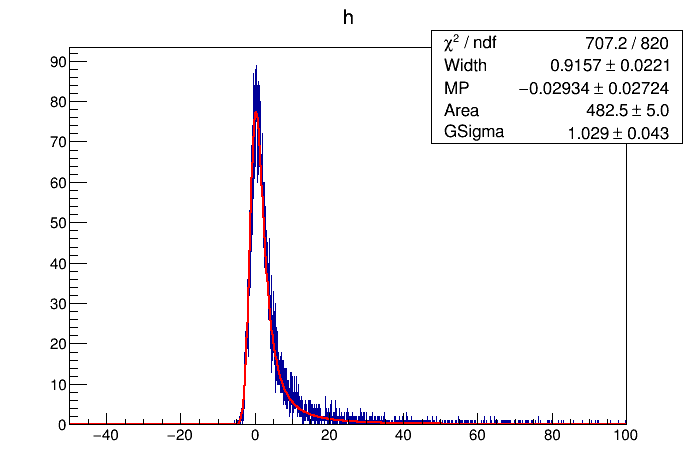 h
χ² / ndf 707.2 / 820
Width 0.9157 ± 0.0221
MP −0.02934 ± 0.02724
Area 482.5 ± 5.0
GSigma 1.029 ± 0.043
90
80
70
60
50
40
30
20
10
0
−40 −20 0 20 40 60 80 100